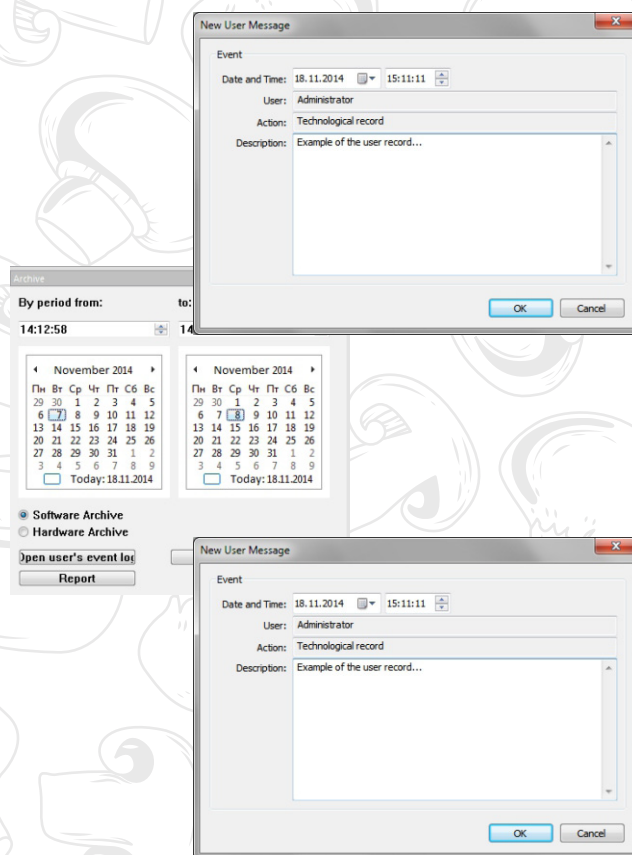 New User Message
Event
Date and Time: 18.11.2014 15:11:11
User: Administrator
Action: Technological record
Description: Example of the user record...
OK Cancel
Archive
By period from: to:
14:12:58 14
November 2014 November 2014
Пн Вт Ср Чт Пт Сб Вс Пн Вт Ср Чт Пт Сб Вс
29 30 1 2 3 4 5 29 30 1 2 3 4 5
6 7 8 9 10 11 12 6 7 8 9 10 11 12
13 14 15 16 17 18 19 13 14 15 16 17 18 19
20 21 22 23 24 25 26 20 21 22 23 24 25 26
27 28 29 30 31 1 2 27 28 29 30 31 1 2
3 4 5 6 7 8 9 3 4 5 6 7 8 9
Today: 18.11.2014 Today: 18.11.2014
Software Archive
Hardware Archive
Open user's event log
Report
New User Message
Event
Date and Time: 18.11.2014 15:11:11
User: Administrator
Action: Technological record
Description: Example of the user record...
OK Cancel